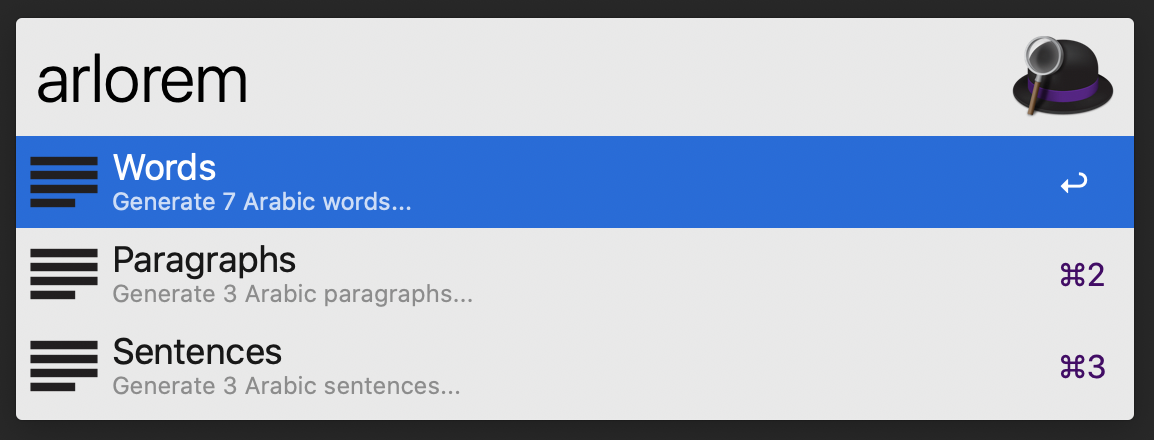 arlorem
Words
Generate 7 Arabic words...
Paragraphs
Generate 3 Arabic paragraphs...
⌘2
Sentences
Generate 3 Arabic sentences...
⌘3